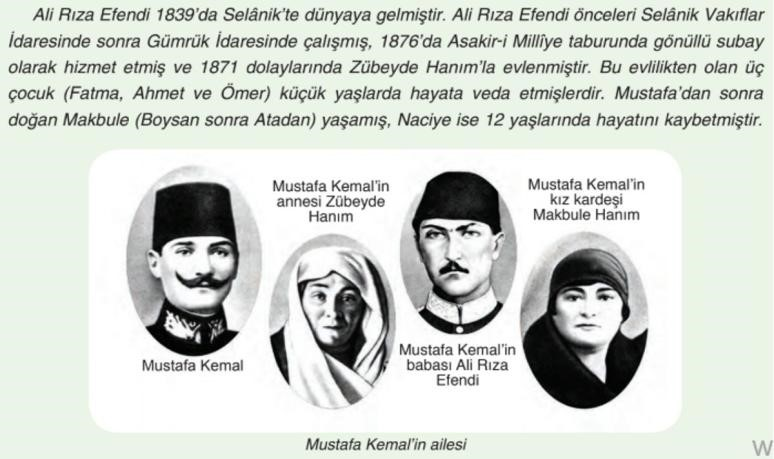 Ali Rıza Efendi 1839'da Selânik'te dünyaya gelmiştir. Ali Rıza Efendi önceleri Selânik Vakıflar
İdaresinde sonra Gümrük İdaresinde çalışmış, 1876'da Asakir-i Millîye taburunda gönüllü subay
olarak hizmet etmiş ve 1871 dolaylarında Zübeyde Hanım'la evlenmiştir. Bu evlilikten olan üç
çocuk (Fatma, Ahmet ve Ömer) küçük yaşlarda hayata veda etmişlerdir. Mustafa'dan sonra
doğan Makbule (Boysan sonra Atadan) yaşamış, Naciye ise 12 yaşlarında hayatını kaybetmiştir.
Mustafa Kemal
Mustafa Kemal'in
annesi Zübeyde
Hanım
Mustafa Kemal'in
babası Ali Rıza
Efendi
Mustafa Kemal'in
kız kardeşi
Makbule Hanım
Mustafa Kemal'in ailesi
W